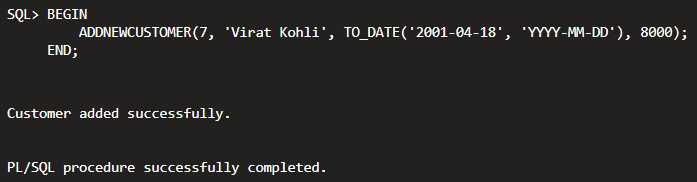 SQL> BEGIN
ADDNEWCUSTOMER(7, 'Virat Kohli', TO_DATE('2001-04-18', 'YYYY-MM-DD'), 8000);
END;
Customer added successfully.
PL/SQL procedure successfully completed.